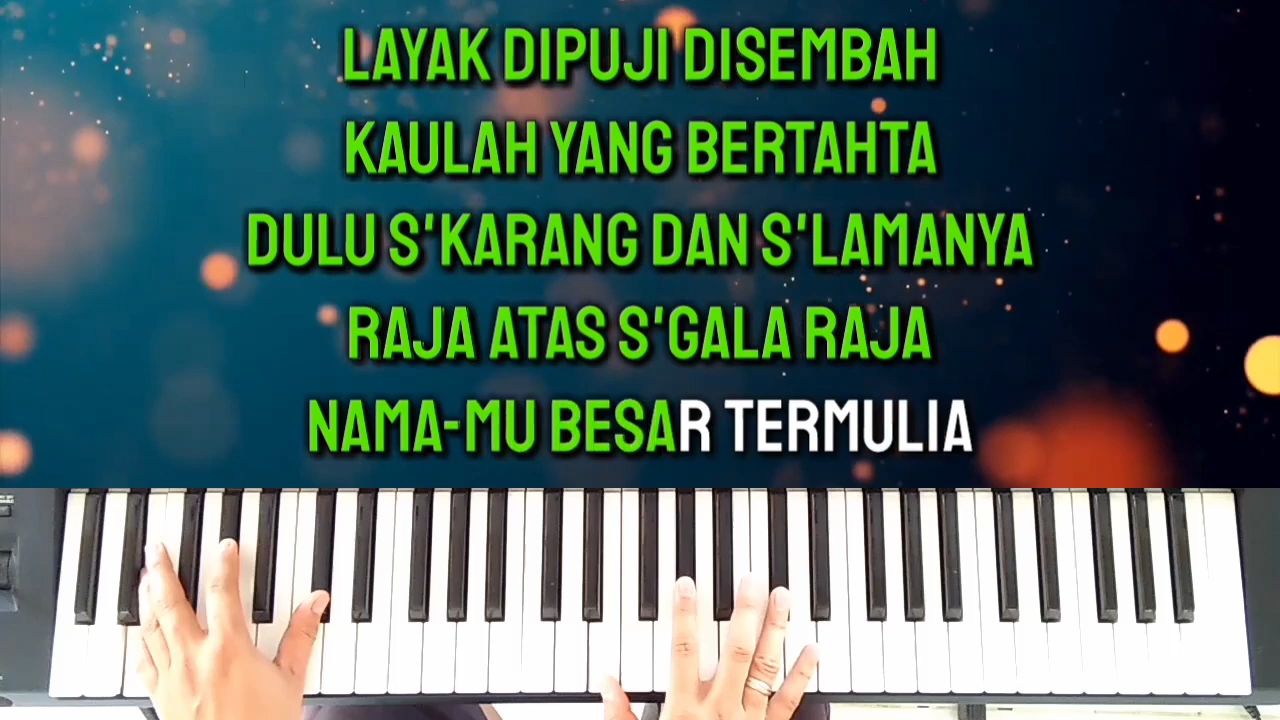 LAYAK DIPUJI DISEMBAH
KAULAH YANG BERTAHTA
DULU S'KARANG DAN S'LAMANYA
RAJA ATAS S'GALA RAJA
NAMA-MU BESAR TERMULIA